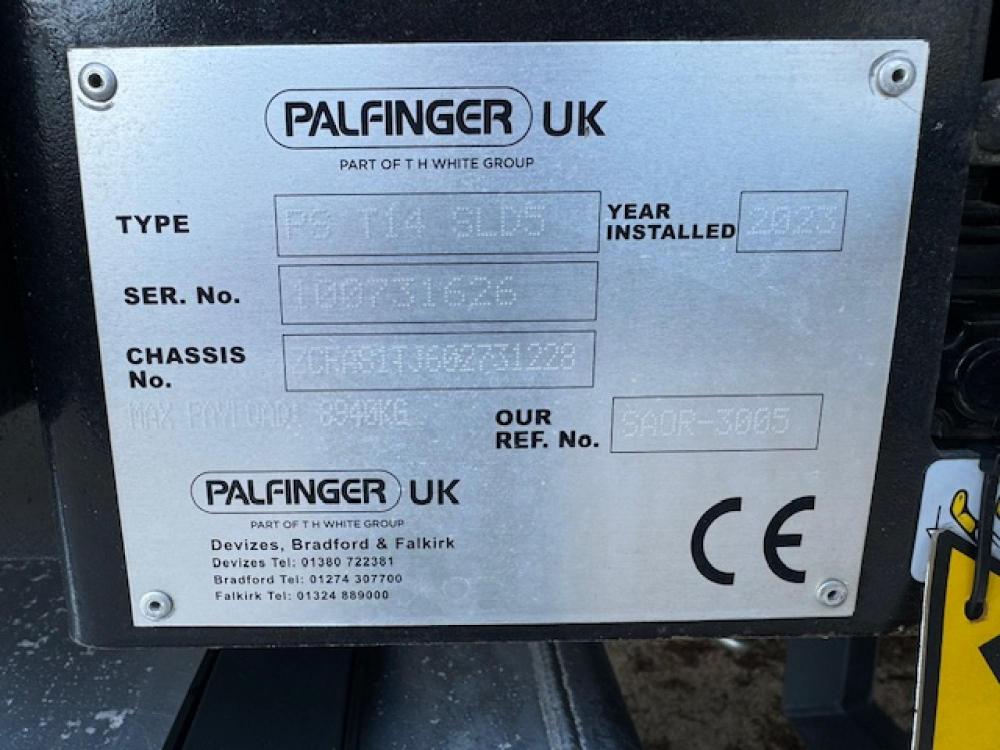 PALFINGER UK
PART OF T H WHITE GROUP
TYPE PS 14 SLD5 YEAR INSTALLED 2023
SER. No. 100731626
CHASSIS No.
MAX PAYLOAD: 8940KG
OUR REF. No. SAOR-3005
PALFINGER UK
PART OF T H WHITE GROUP
Devizes, Bradford & Falkirk
Devizes Tel: 01380 722381
Bradford Tel: 01274 307700
Falkirk Tel: 01324 889000
CE